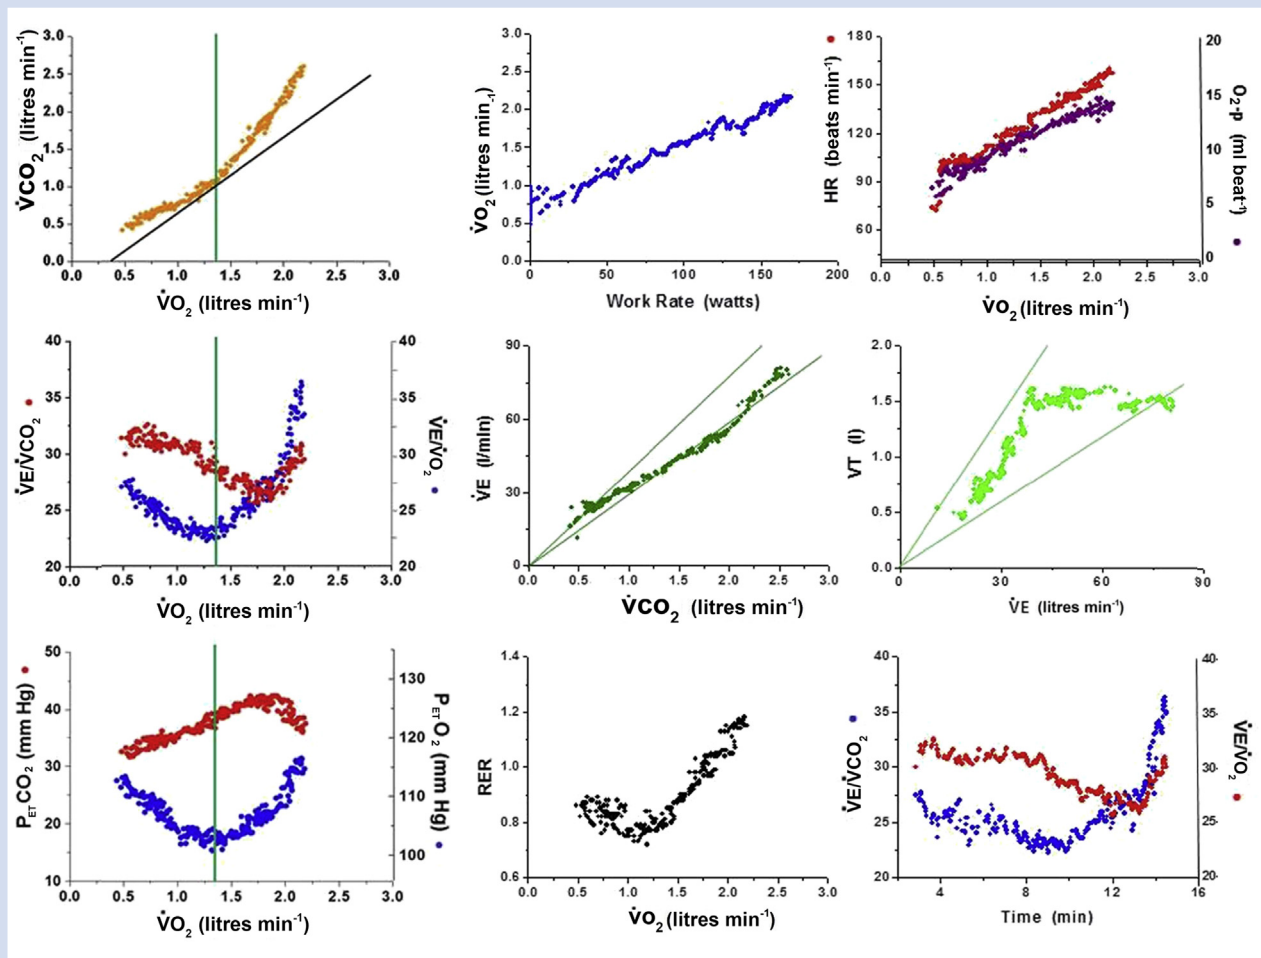 V̇CO₂ (litres min⁻¹)
3.0
2.5
2.0
1.5
1.0
0.5
0.0
0.0 0.5 1.0 1.5 2.0 2.5 3.0
V̇O₂ (litres min⁻¹)
V̇O₂ (litres min₋₁)
3.0
2.5
2.0
1.5
1.0
0.5
0.0
0 50 100 150 200
Work Rate (watts)
HR (beats min⁻¹)
180
150
120
90
60
20
15
10
5
0
O₂-p (ml beat⁻¹)
0.0 0.5 1.0 1.5 2.0 2.5 3.0
V̇O₂ (litres min⁻¹)
V̇E/V̇CO₂
40
35
30
25
20
40
35
30
25
20
V̇E/V̇O₂
0.0 0.5 1.0 1.5 2.0 2.5 3.0
V̇O₂ (litres min⁻¹)
V̇E (l/mln)
90
60
30
0
0.0 0.5 1.0 1.5 2.0 2.5 3.0
V̇CO₂ (litres min⁻¹)
VT (l)
2.0
1.5
1.0
0.5
0.0
0 30 60 90
V̇E (litres min⁻¹)
PETCO₂ (mm Hg)
50
40
30
20
10
130
120
110
100
PETO₂ (mm Hg)
0.0 0.5 1.0 1.5 2.0 2.5 3.0
V̇O₂ (litres min⁻¹)
RER
1.4
1.2
1.0
0.8
0.6
0.0 0.5 1.0 1.5 2.0 2.5 3.0
V̇O₂ (litres min⁻¹)
V̇E/V̇CO₂
40
35
30
25
20
40
35
30
25
20
V̇E/V̇O₂
4 8 12 16
Time (min)